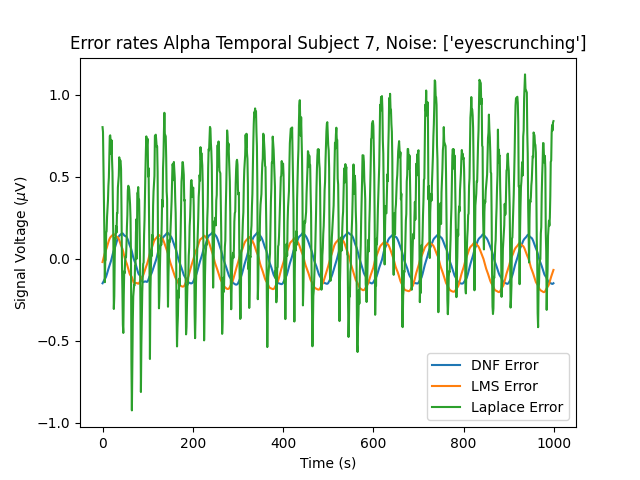 Error rates Alpha Temporal Subject 7, Noise: ['eyescrunching']
Signal Voltage (μV)
1.0
0.5
0.0
−0.5
−1.0
0 200 400 600 800 1000
Time (s)
DNF Error
LMS Error
Laplace Error